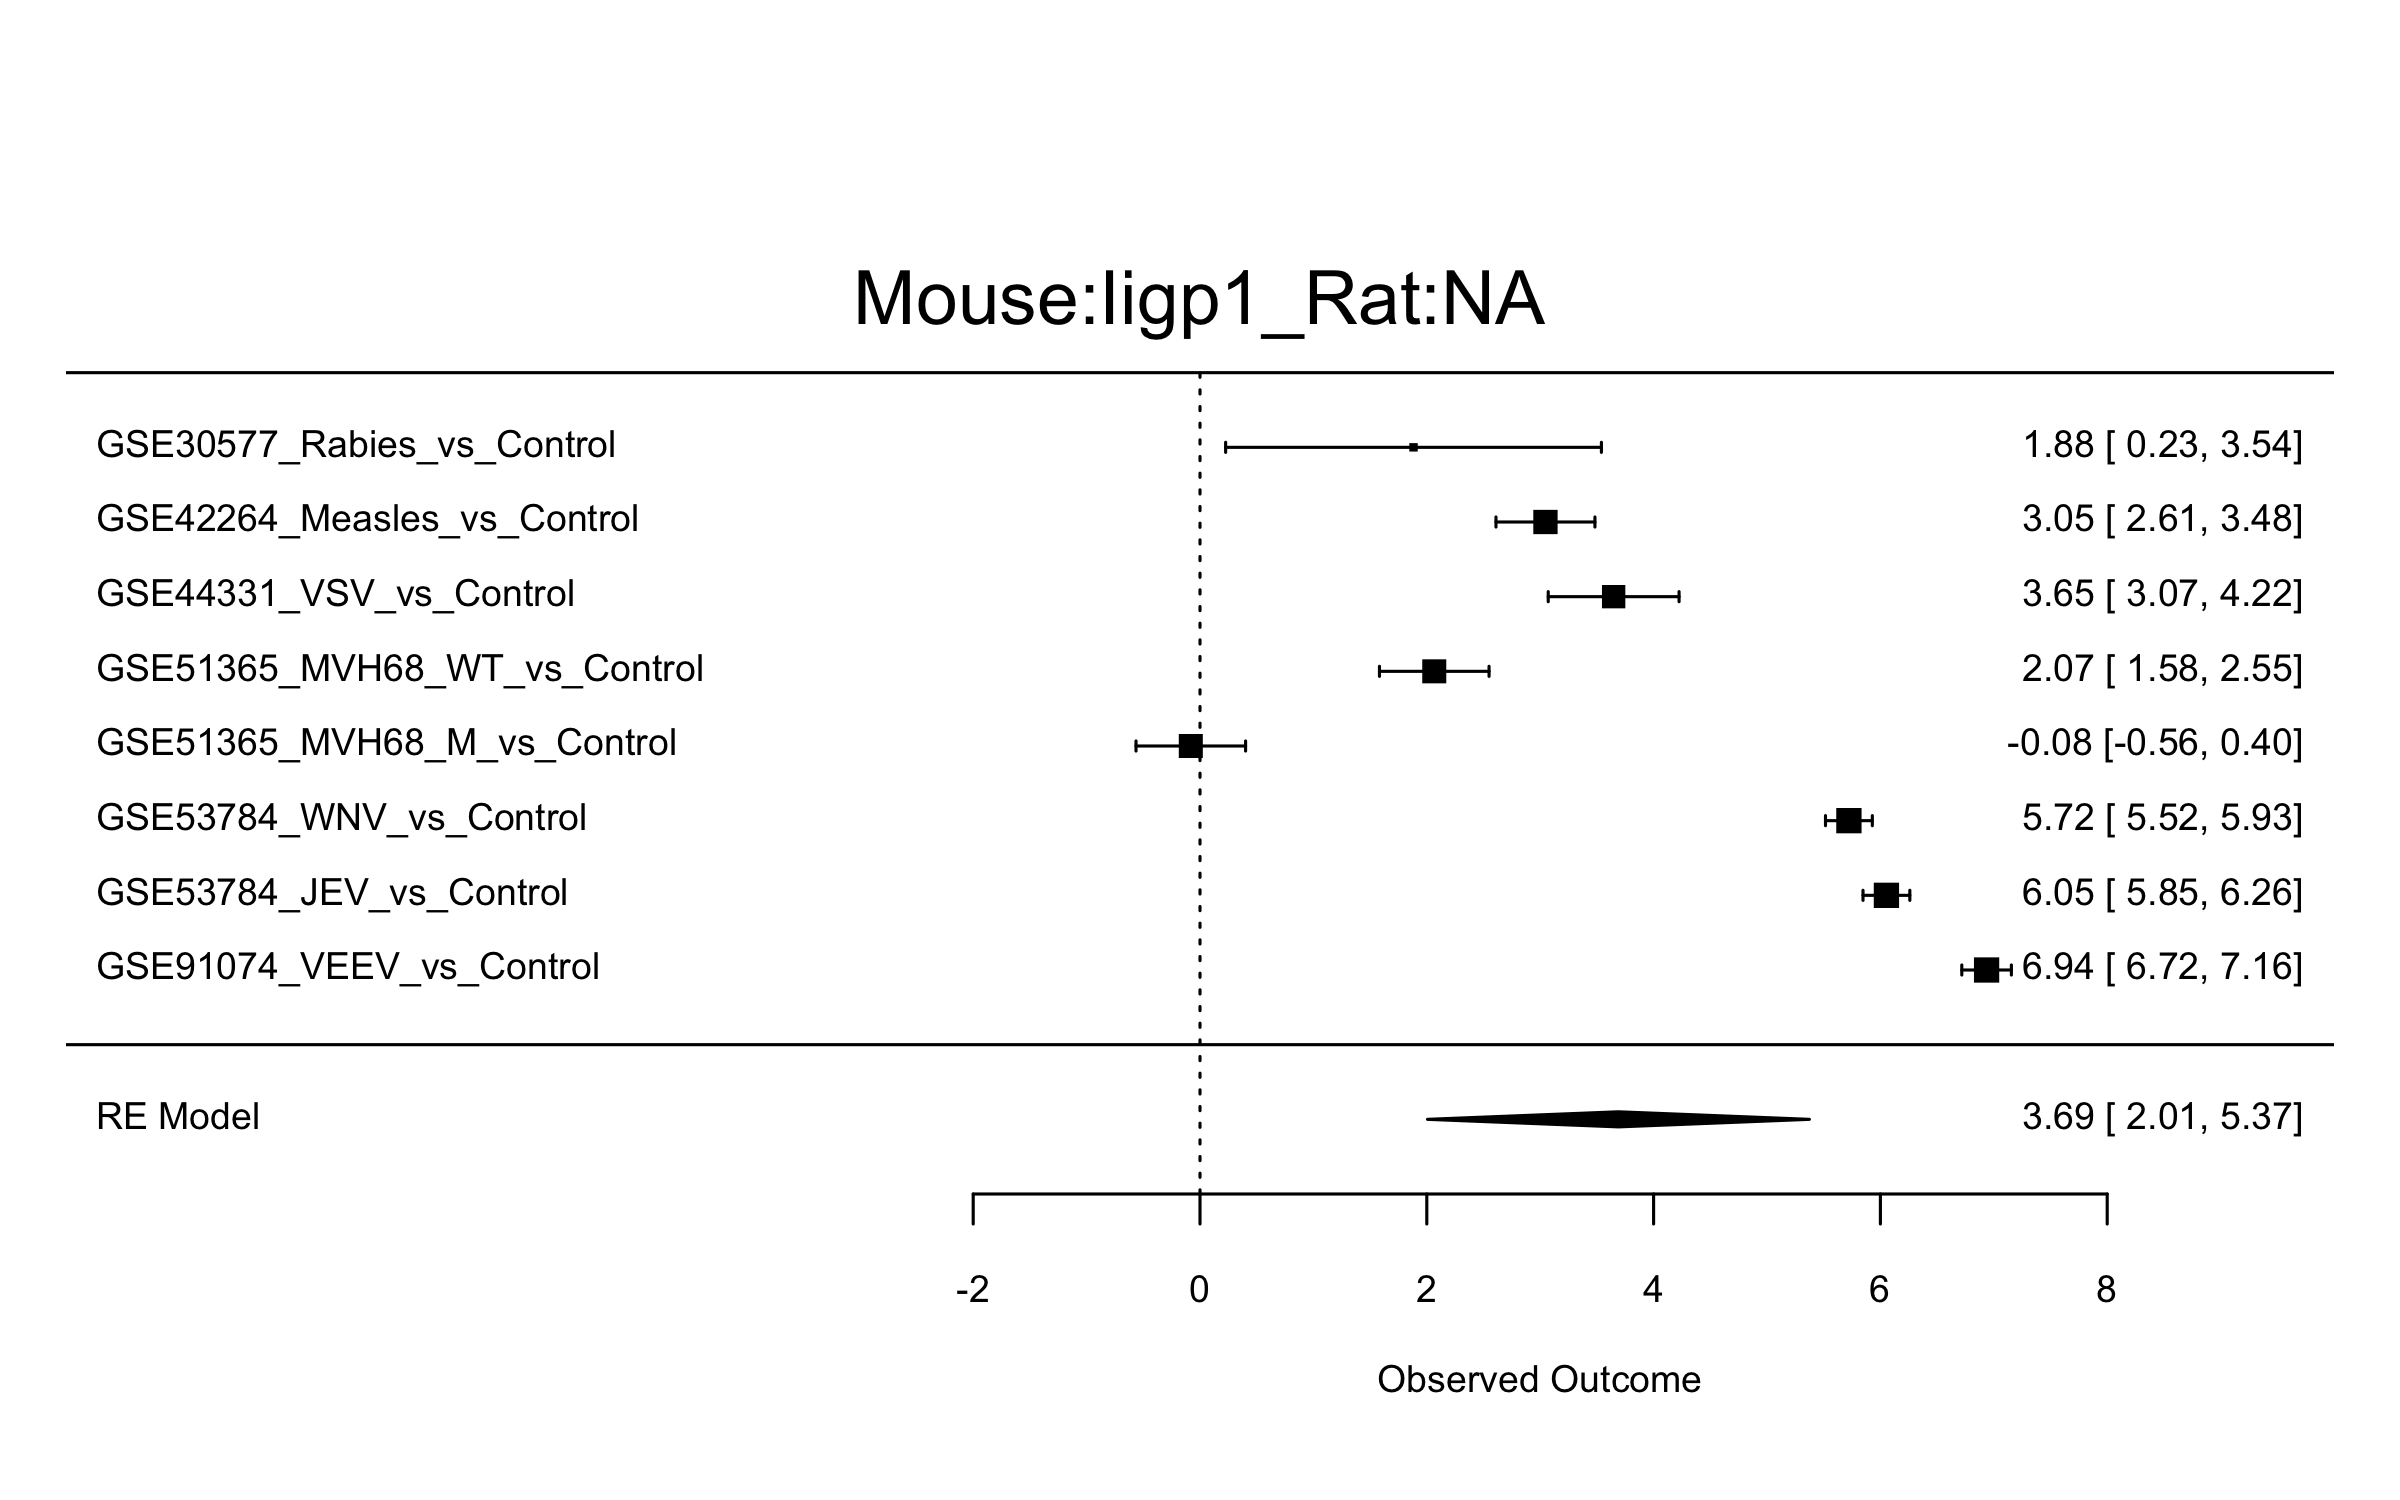 Mouse:Iigp1_Rat:NA
GSE30577_Rabies_vs_Control 1.88 [ 0.23, 3.54]
GSE42264_Measles_vs_Control 3.05 [ 2.61, 3.48]
GSE44331_VSV_vs_Control 3.65 [ 3.07, 4.22]
GSE51365_MVH68_WT_vs_Control 2.07 [ 1.58, 2.55]
GSE51365_MVH68_M_vs_Control -0.08 [-0.56, 0.40]
GSE53784_WNV_vs_Control 5.72 [ 5.52, 5.93]
GSE53784_JEV_vs_Control 6.05 [ 5.85, 6.26]
GSE91074_VEEV_vs_Control 6.94 [ 6.72, 7.16]
RE Model 3.69 [ 2.01, 5.37]
-2 0 2 4 6 8
Observed Outcome